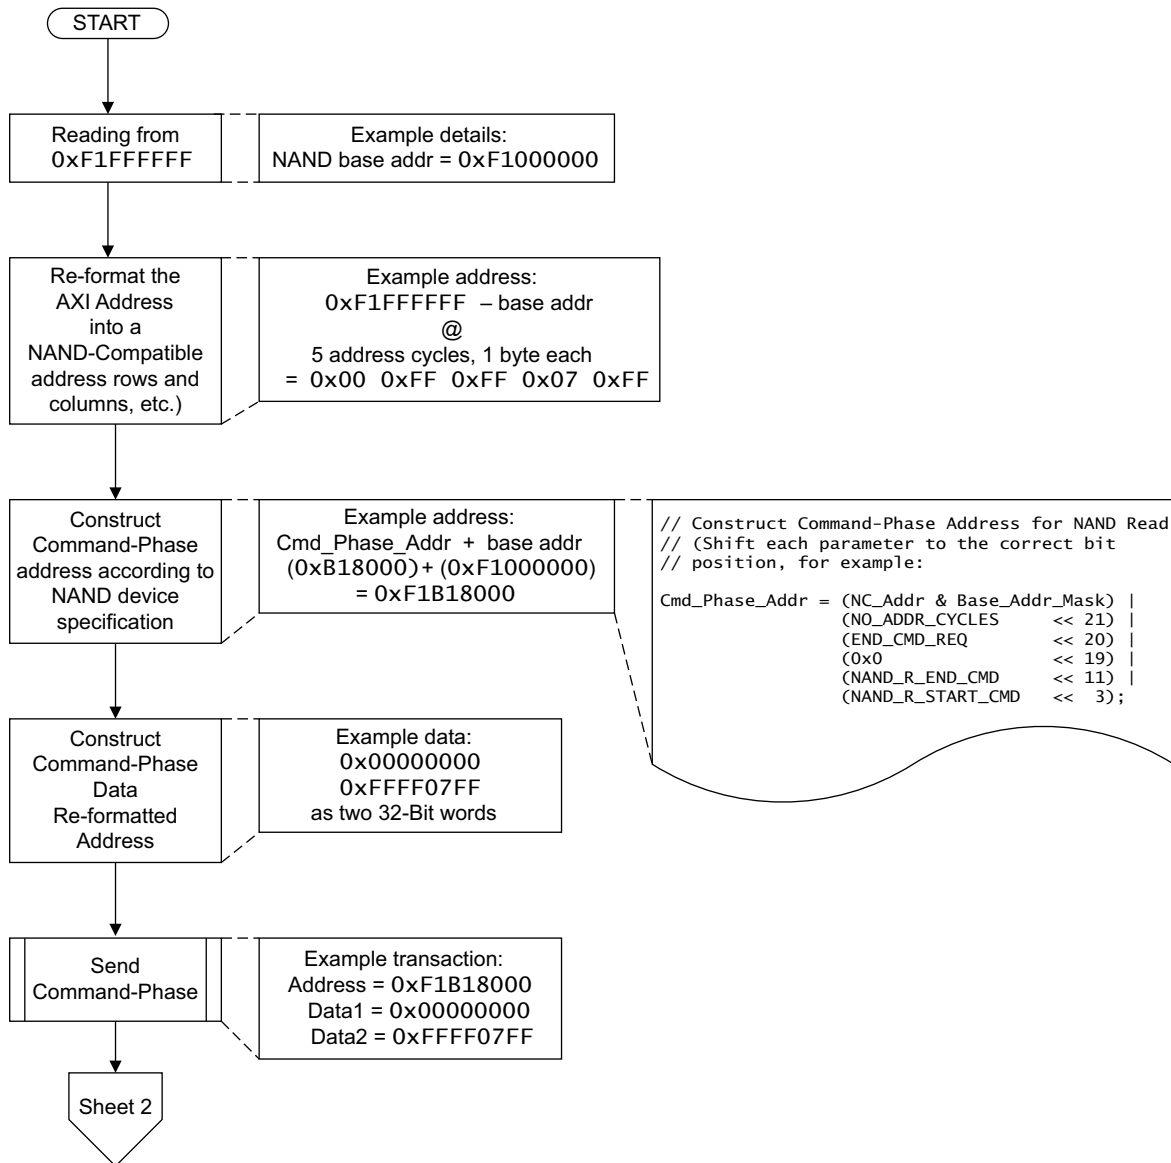 START
Reading from
0xF1FFFFFF
Example details:
NAND base addr = 0xF1000000
Re-format the
AXI Address
into a
NAND-Compatible
address rows and
columns, etc.)
Example address:
0xF1FFFFFF – base addr
@
5 address cycles, 1 byte each
= 0x00 0xFF 0xFF 0x07 0xFF
Construct
Command-Phase
address according to
NAND device
specification
Example address:
Cmd_Phase_Addr + base addr
(0xB18000)+ (0xF1000000)
= 0xF1B18000
// Construct Command-Phase Address for NAND Read
// (Shift each parameter to the correct bit
// position, for example:
Cmd_Phase_Addr = (NC_Addr & Base_Addr_Mask) |
(NO_ADDR_CYCLES << 21) |
(END_CMD_REQ << 20) |
(0x0 << 19) |
(NAND_R_END_CMD << 11) |
(NAND_R_START_CMD << 3);
Construct
Command-Phase
Data
Re-formatted
Address
Example data:
0x00000000
0xFFFF07FF
as two 32-Bit words
Send
Command-Phase
Example transaction:
Address = 0xF1B18000
Data1 = 0x00000000
Data2 = 0xFFFF07FF
Sheet 2